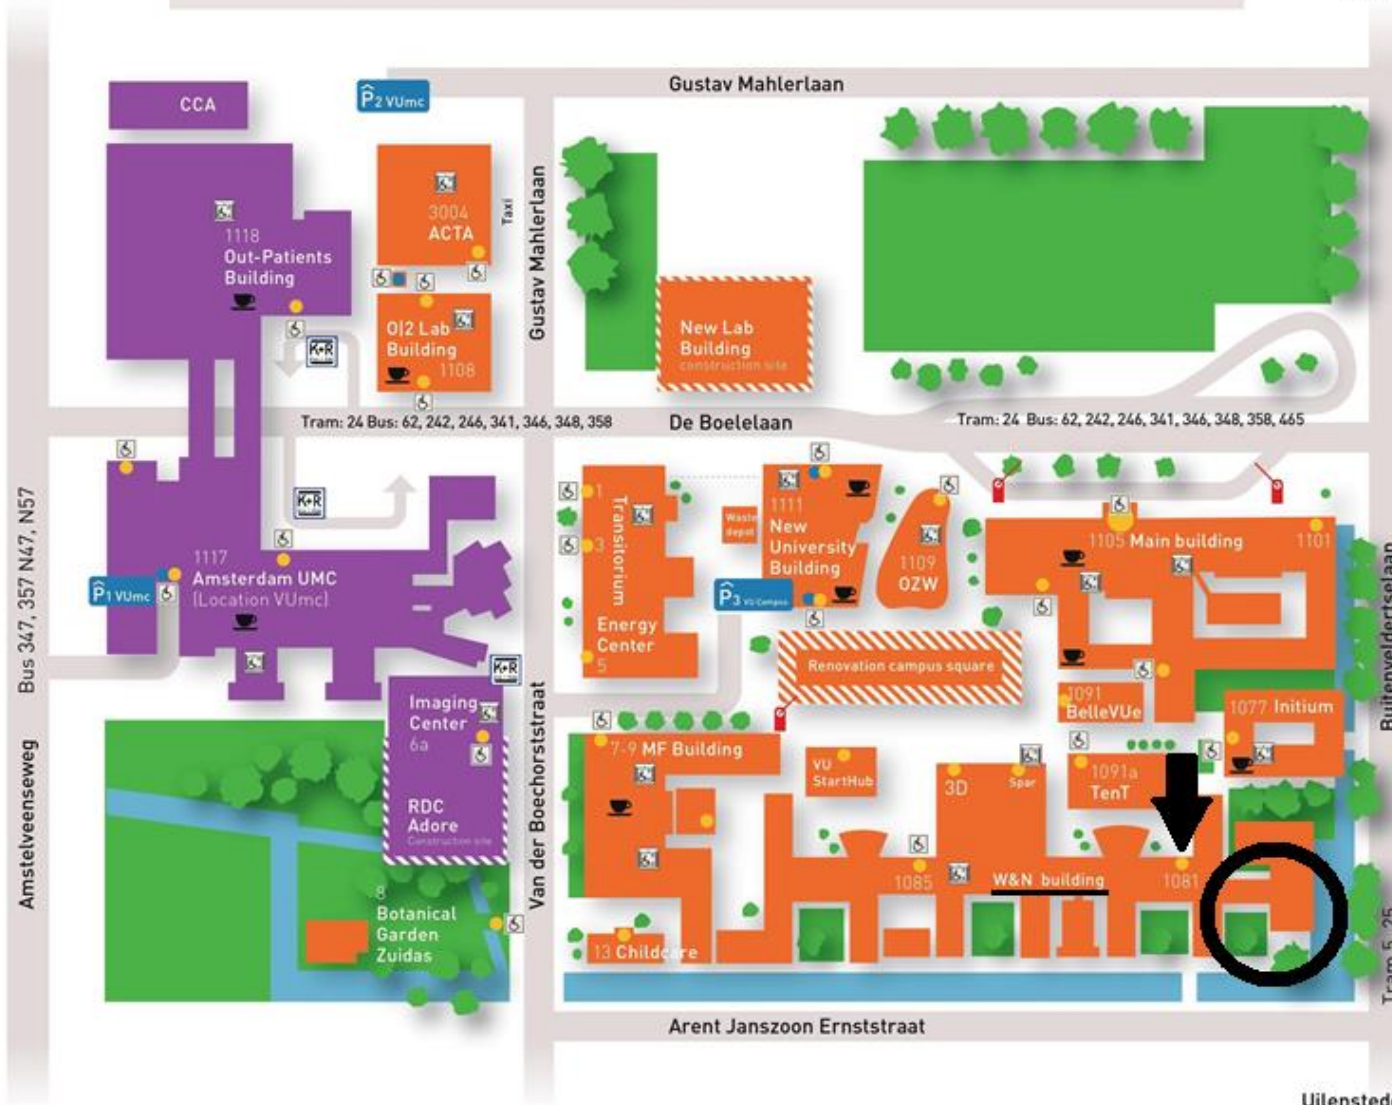 Gustav Mahlerlaan
CCA
P2 VUmc
3004
ACTA
Taxi
Gustav Mahlerlaan
1118
Out-Patients
Building
O|2 Lab
Building
1108
K+R
New Lab
Building
construction site
Tram: 24 Bus: 62, 242, 246, 341, 346, 348, 358
De Boelelaan
Tram: 24 Bus: 62, 242, 246, 341, 346, 348, 358, 465
Bus 347, 357 N47, N57
K+R
1117
Amsterdam UMC
(Location VUmc)
P1 VUmc
1
Transitorium
3
Energy
Center
5
Waste
depot
1111
New
University
Building
P3 VU Campus
1109
OZW
1105 Main building
1101
Buitenveldertselaan
Renovation campus square
K+R
Imaging
Center
6a
RDC
Adore
Construction site
Amstelveenseweg
Van der Boechorststraat
7-9 MF Building
VU
StartHub
3D
Spar
1091
BelleVUe
1091a
TenT
1077 Initium
1085
W&N building
1081
8
Botanical
Garden
Zuidas
13 Childcare
Tram 5, 25
Arent Janszoon Ernststraat